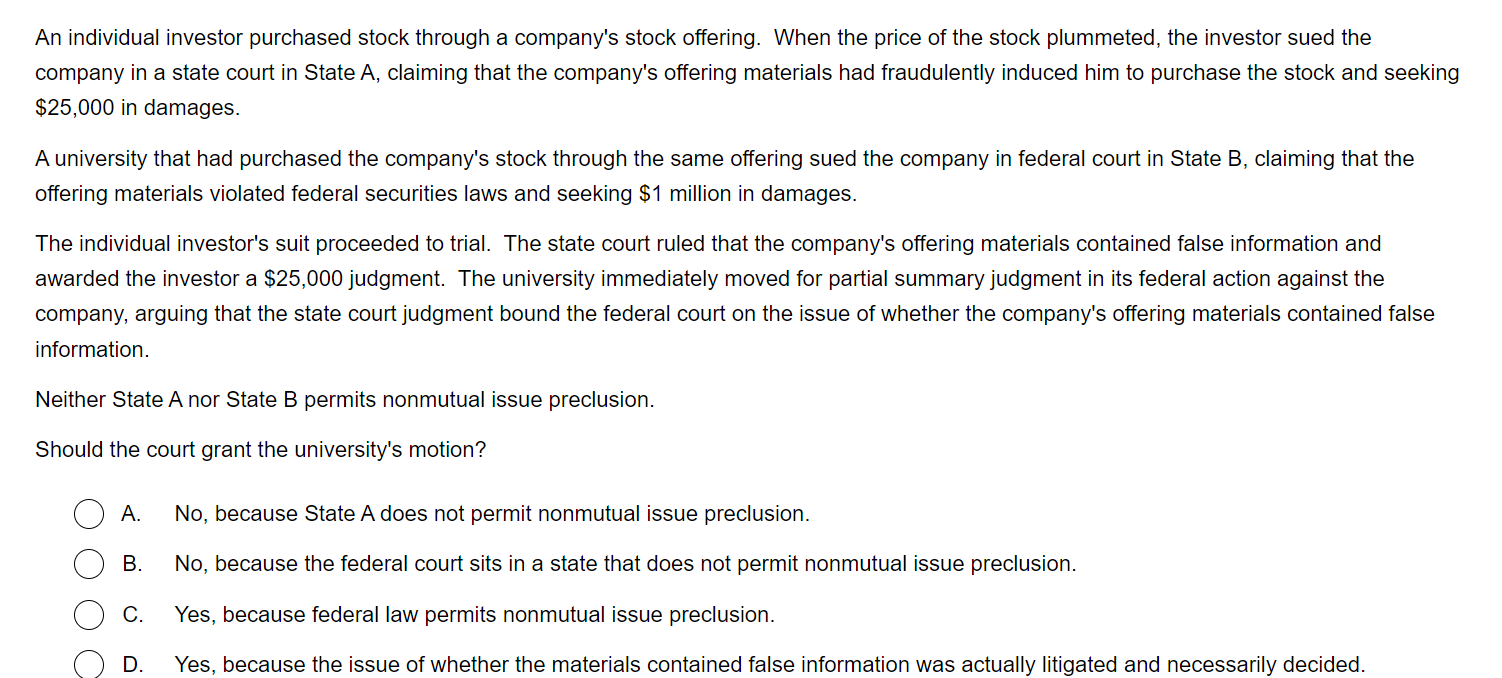 An individual investor purchased stock through a company's stock offering.  When the price of the stock plummeted, the investor sued the
company in a state court in State A, claiming that the company's offering materials had fraudulently induced him to purchase the stock and seeking
$25,000 in damages.
A university that had purchased the company's stock through the same offering sued the company in federal court in State B, claiming that the
offering materials violated federal securities laws and seeking $1 million in damages.
The individual investor's suit proceeded to trial.  The state court ruled that the company's offering materials contained false information and
awarded the investor a $25,000 judgment.  The university immediately moved for partial summary judgment in its federal action against the
company, arguing that the state court judgment bound the federal court on the issue of whether the company's offering materials contained false
information.
Neither State A nor State B permits nonmutual issue preclusion.
Should the court grant the university's motion?
A. No, because State A does not permit nonmutual issue preclusion.
B. No, because the federal court sits in a state that does not permit nonmutual issue preclusion.
C. Yes, because federal law permits nonmutual issue preclusion.
D. Yes, because the issue of whether the materials contained false information was actually litigated and necessarily decided.